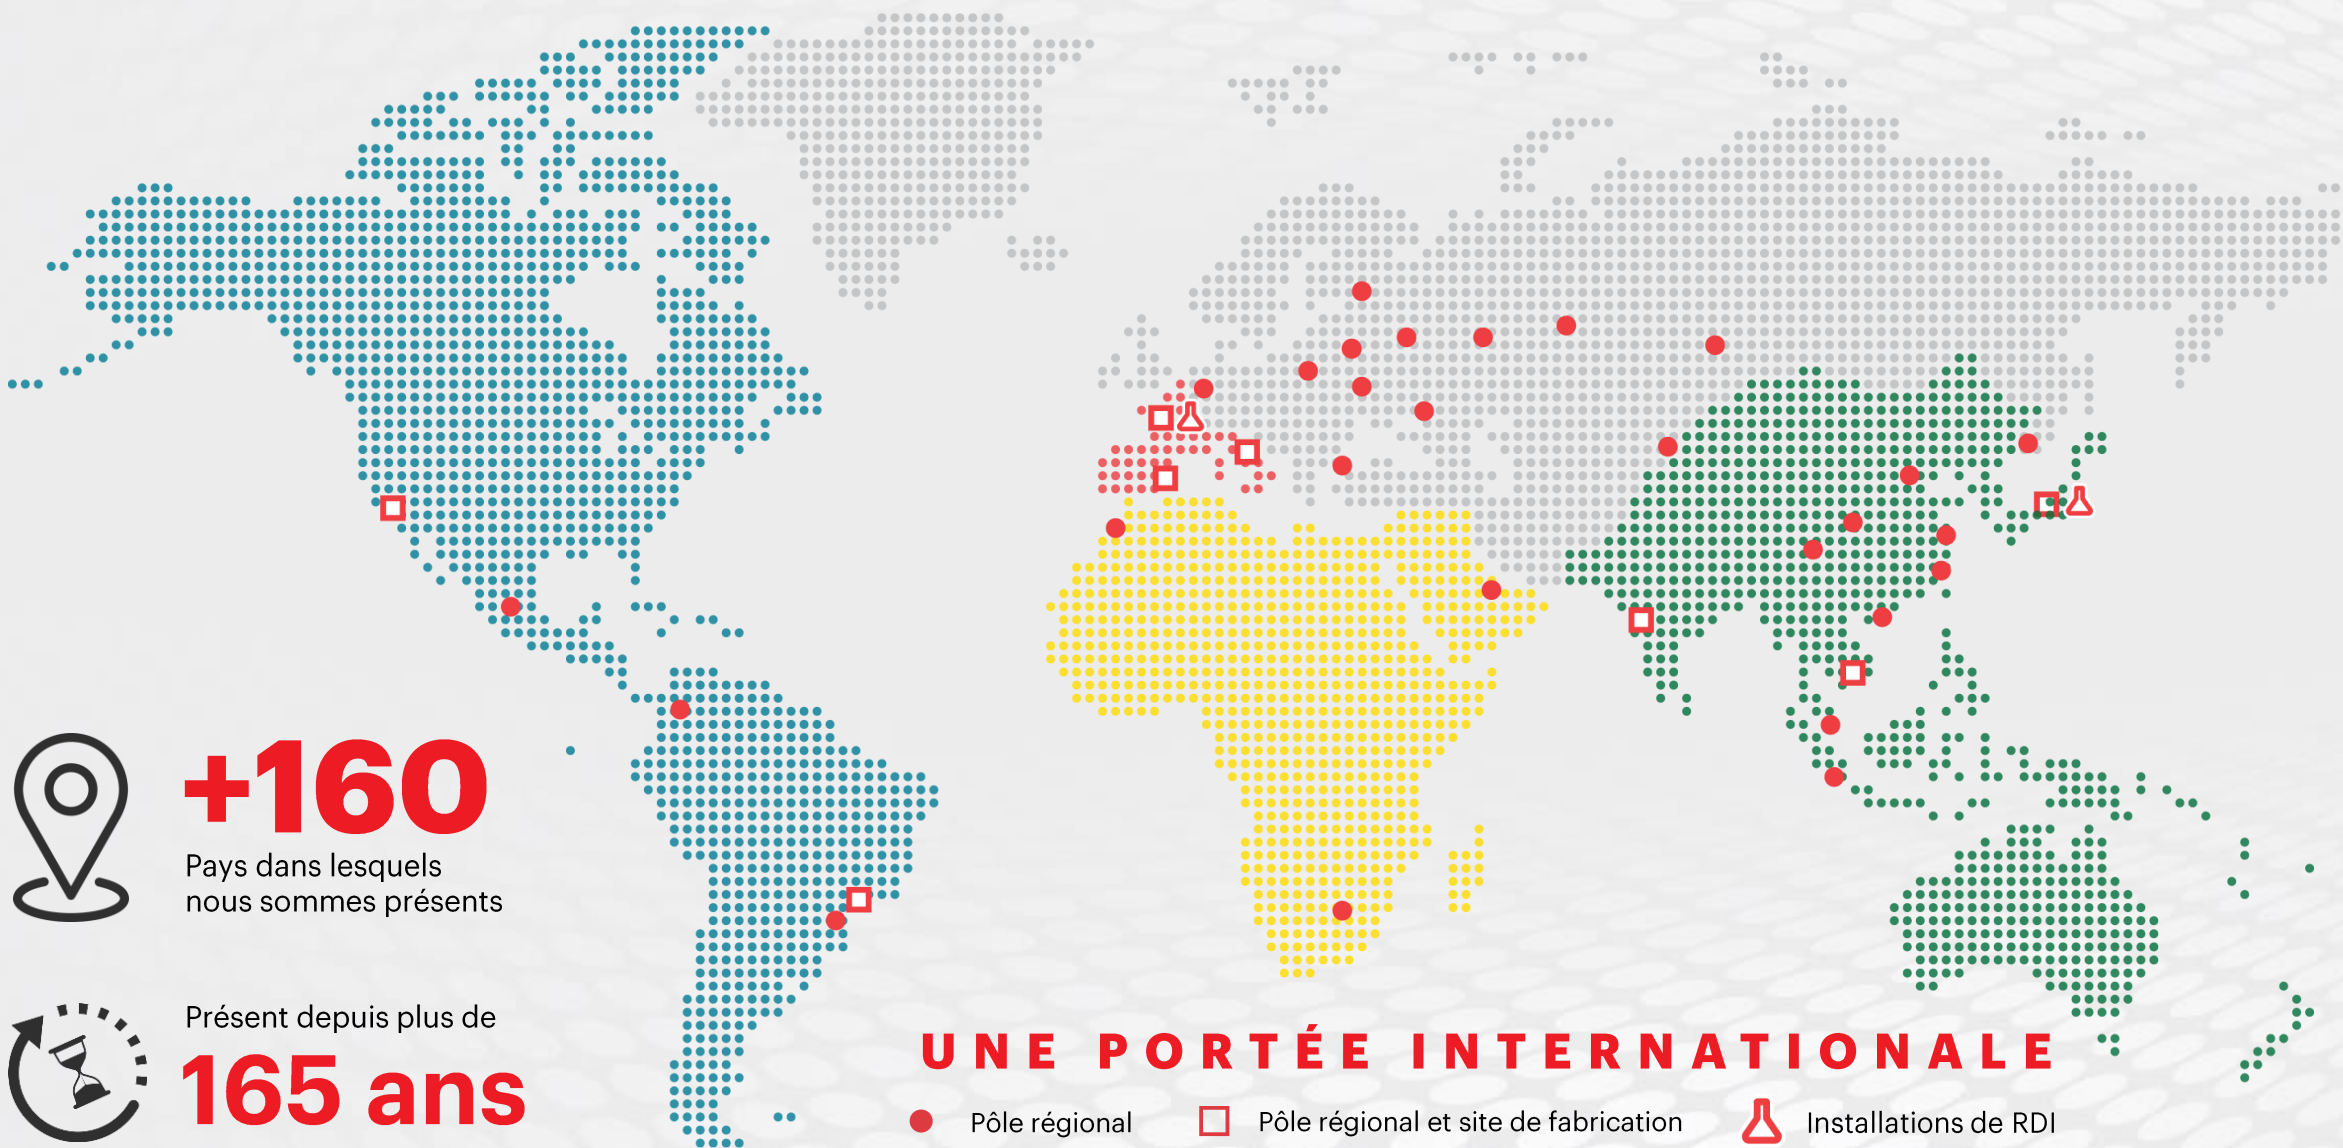 +160
Pays dans lesquels
nous sommes présents
Présent depuis plus de
165 ans
UNE PORTÉE INTERNATIONALE
Pôle régional
Pôle régional et site de fabrication
Installations de RDI